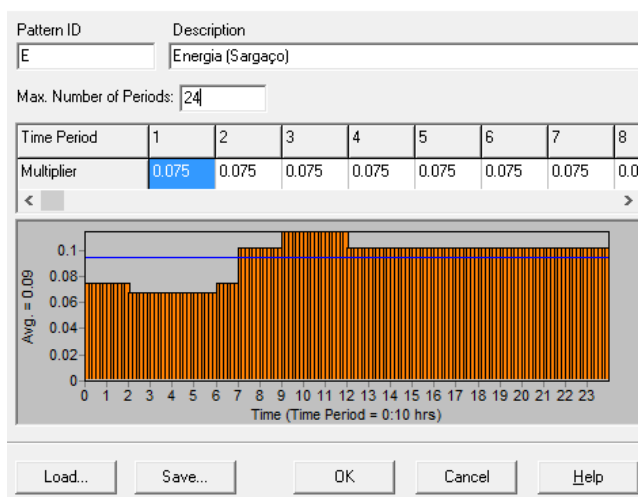 Pattern ID Description
E Energia (Sargaço)
Max. Number of Periods: 24
Time Period 1 2 3 4 5 6 7 8
Multiplier 0.075 0.075 0.075 0.075 0.075 0.075 0.075 0.0
0.1
0.08
0.06
0.04
0.02
0
Avg. = 0.09
0 1 2 3 4 5 6 7 8 9 10 11 12 13 14 15 16 17 18 19 20 21 22 23
Time (Time Period = 0:10 hrs)
Load... Save... OK Cancel Help